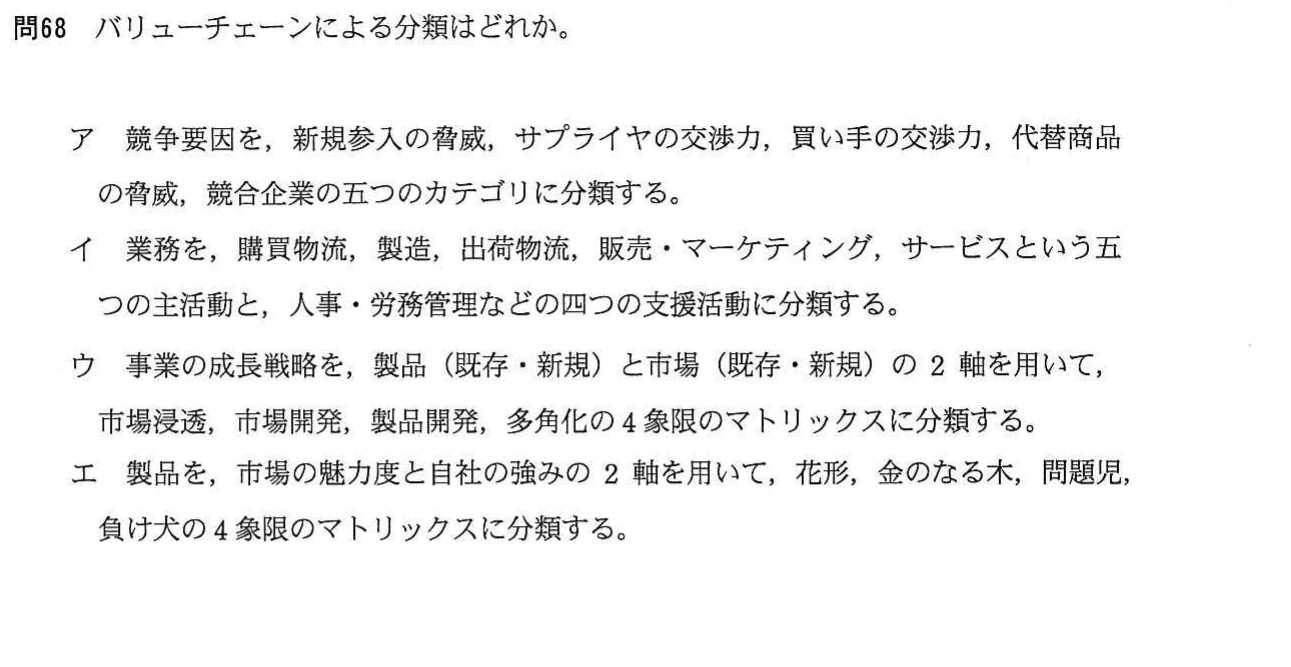 問68 バリューチェーンによる分類はどれか。
ア 競争要因を，新規参入の脅威，サプライヤの交渉力，買い手の交渉力，代替商品
の脅威，競合企業の五つのカテゴリに分類する。
イ 業務を，購買物流，製造，出荷物流，販売・マーケティング，サービスという五
つの主活動と，人事・労務管理などの四つの支援活動に分類する。
ウ 事業の成長戦略を，製品（既存・新規）と市場（既存・新規）の 2 軸を用いて，
市場浸透，市場開発，製品開発，多角化の 4 象限のマトリックスに分類する。
エ 製品を，市場の魅力度と自社の強みの 2 軸を用いて，花形，金のなる木，問題児，
負け犬の 4 象限のマトリックスに分類する。